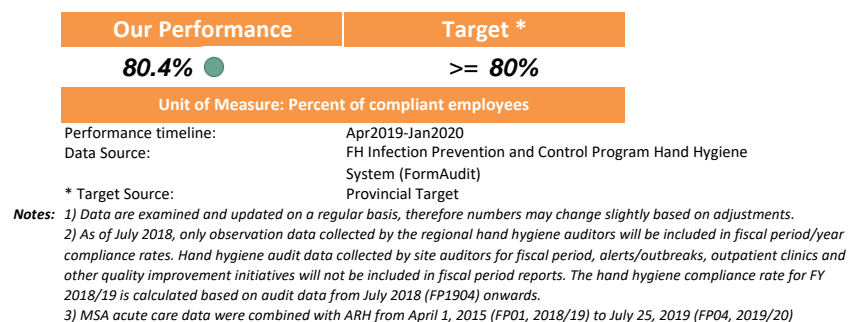 Our Performance Target *
80.4% >= 80%
Unit of Measure: Percent of compliant employees
Performance timeline: Apr2019-Jan2020
Data Source: FH Infection Prevention and Control Program Hand Hygiene
System (FormAudit)
* Target Source: Provincial Target
Notes: 1) Data are examined and updated on a regular basis, therefore numbers may change slightly based on adjustments.
2) As of July 2018, only observation data collected by the regional hand hygiene auditors will be included in fiscal period/year
compliance rates. Hand hygiene audit data collected by site auditors for fiscal period, alerts/outbreaks, outpatient clinics and
other quality improvement initiatives will not be included in fiscal period reports. The hand hygiene compliance rate for FY
2018/19 is calculated based on audit data from July 2018 (FP1904) onwards.
3) MSA acute care data were combined with ARH from April 1, 2015 (FP01, 2018/19) to July 25, 2019 (FP04, 2019/20)